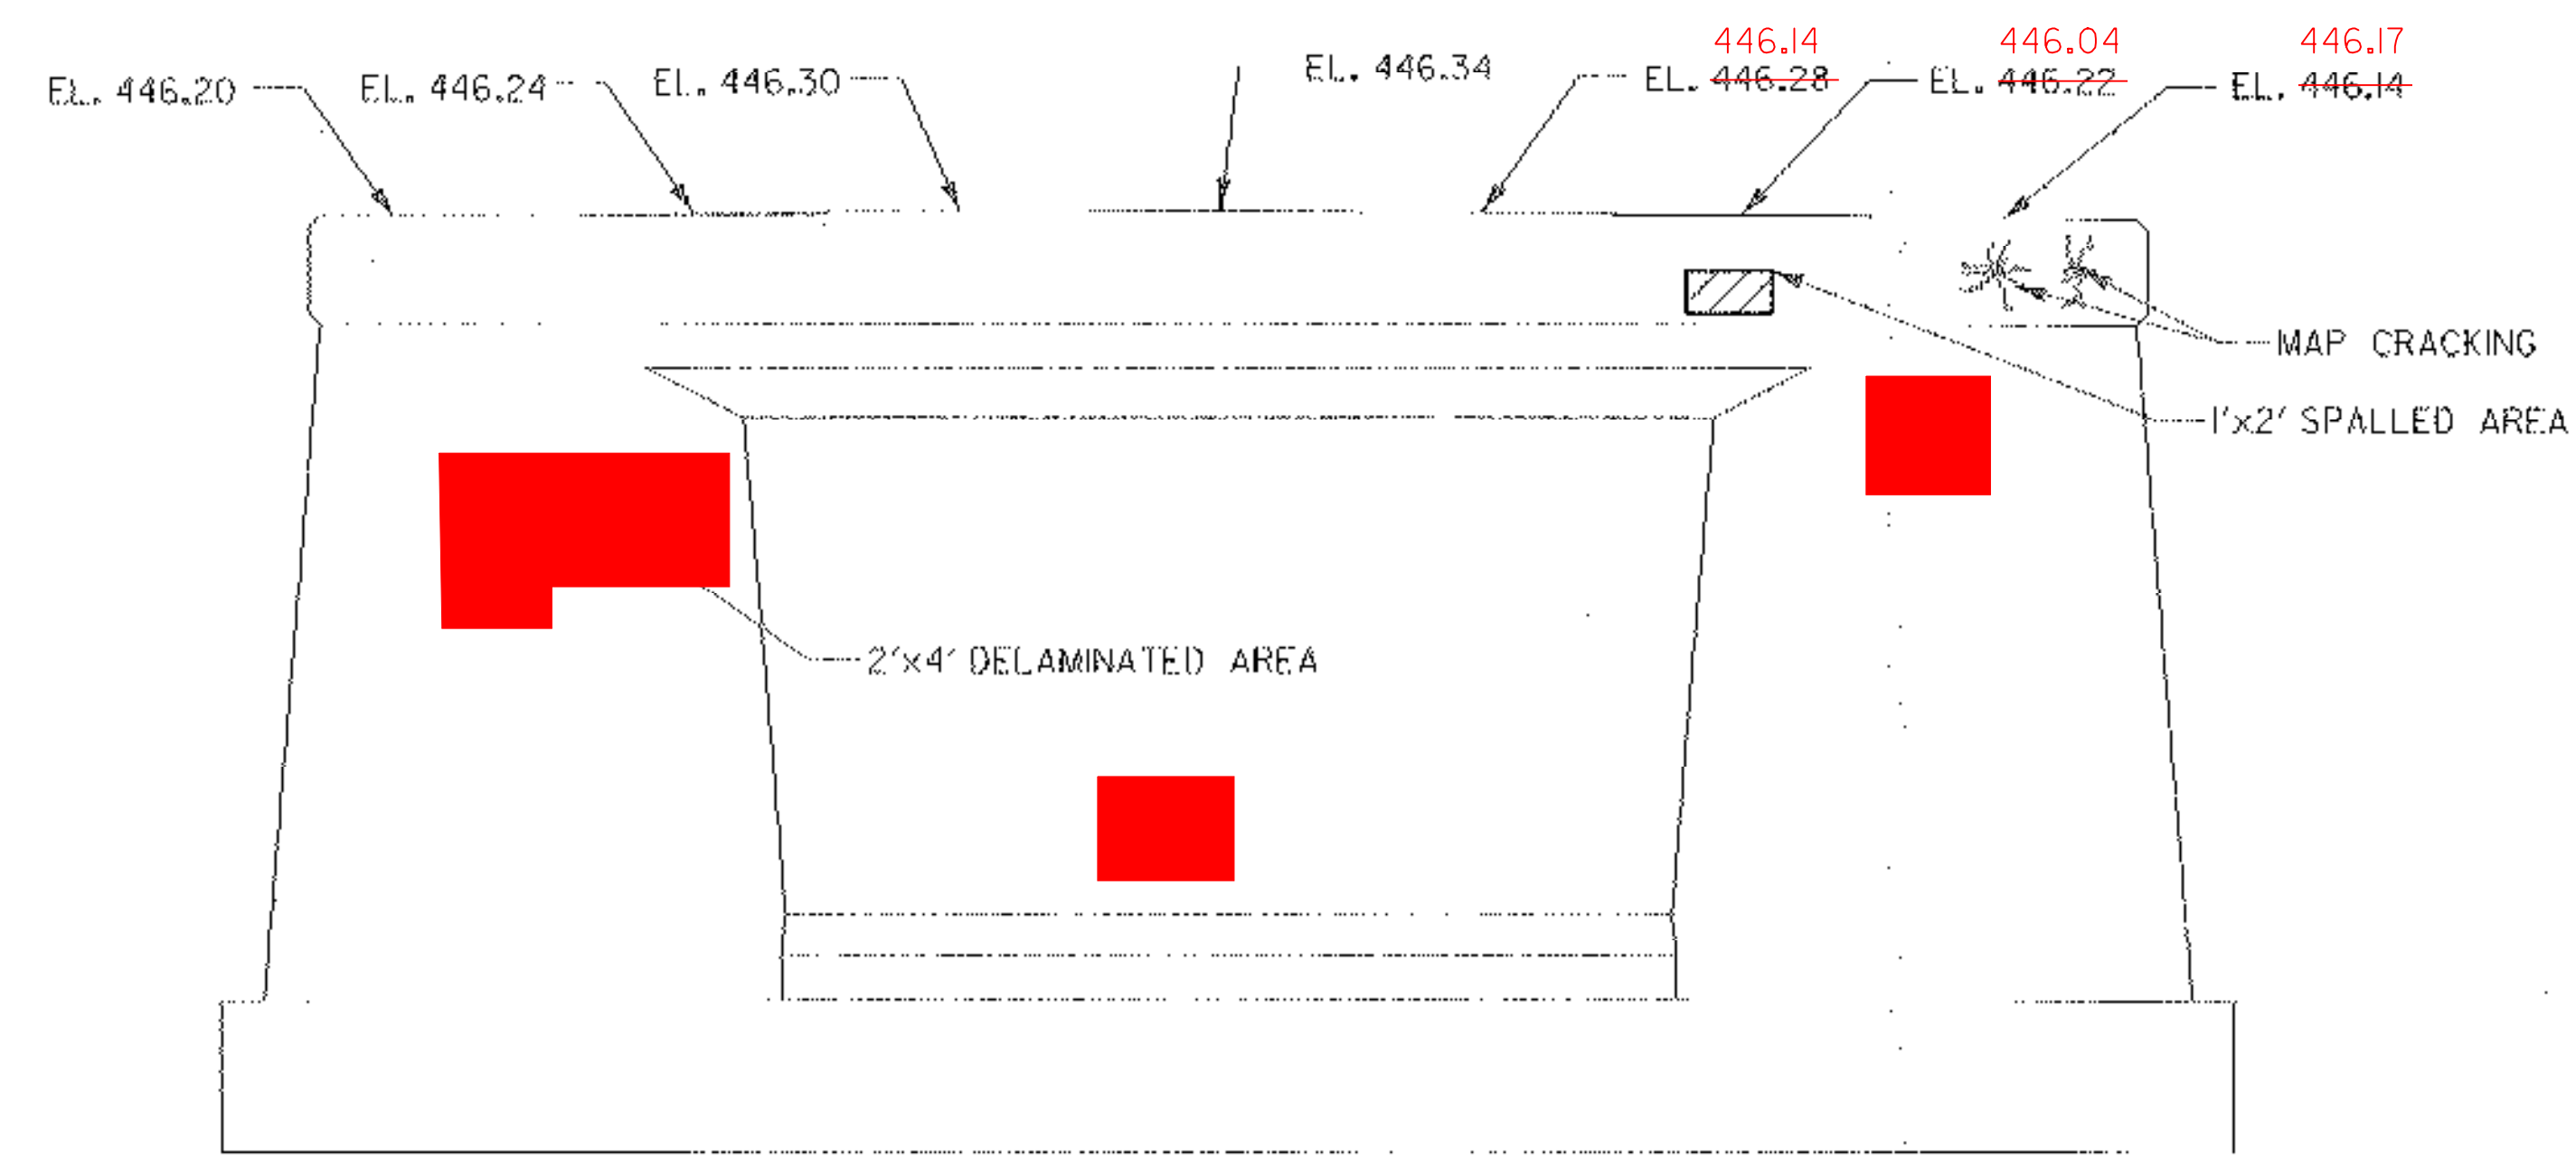 446.14
446.04
446.17
EL. 446.20
EL. 446.24
EL. 446.30
EL. 446.34
EL. 446.28
EL. 446.22
EL. 446.14
MAP CRACKING
1'x2' SPALLED AREA
2'x4' DELAMINATED AREA